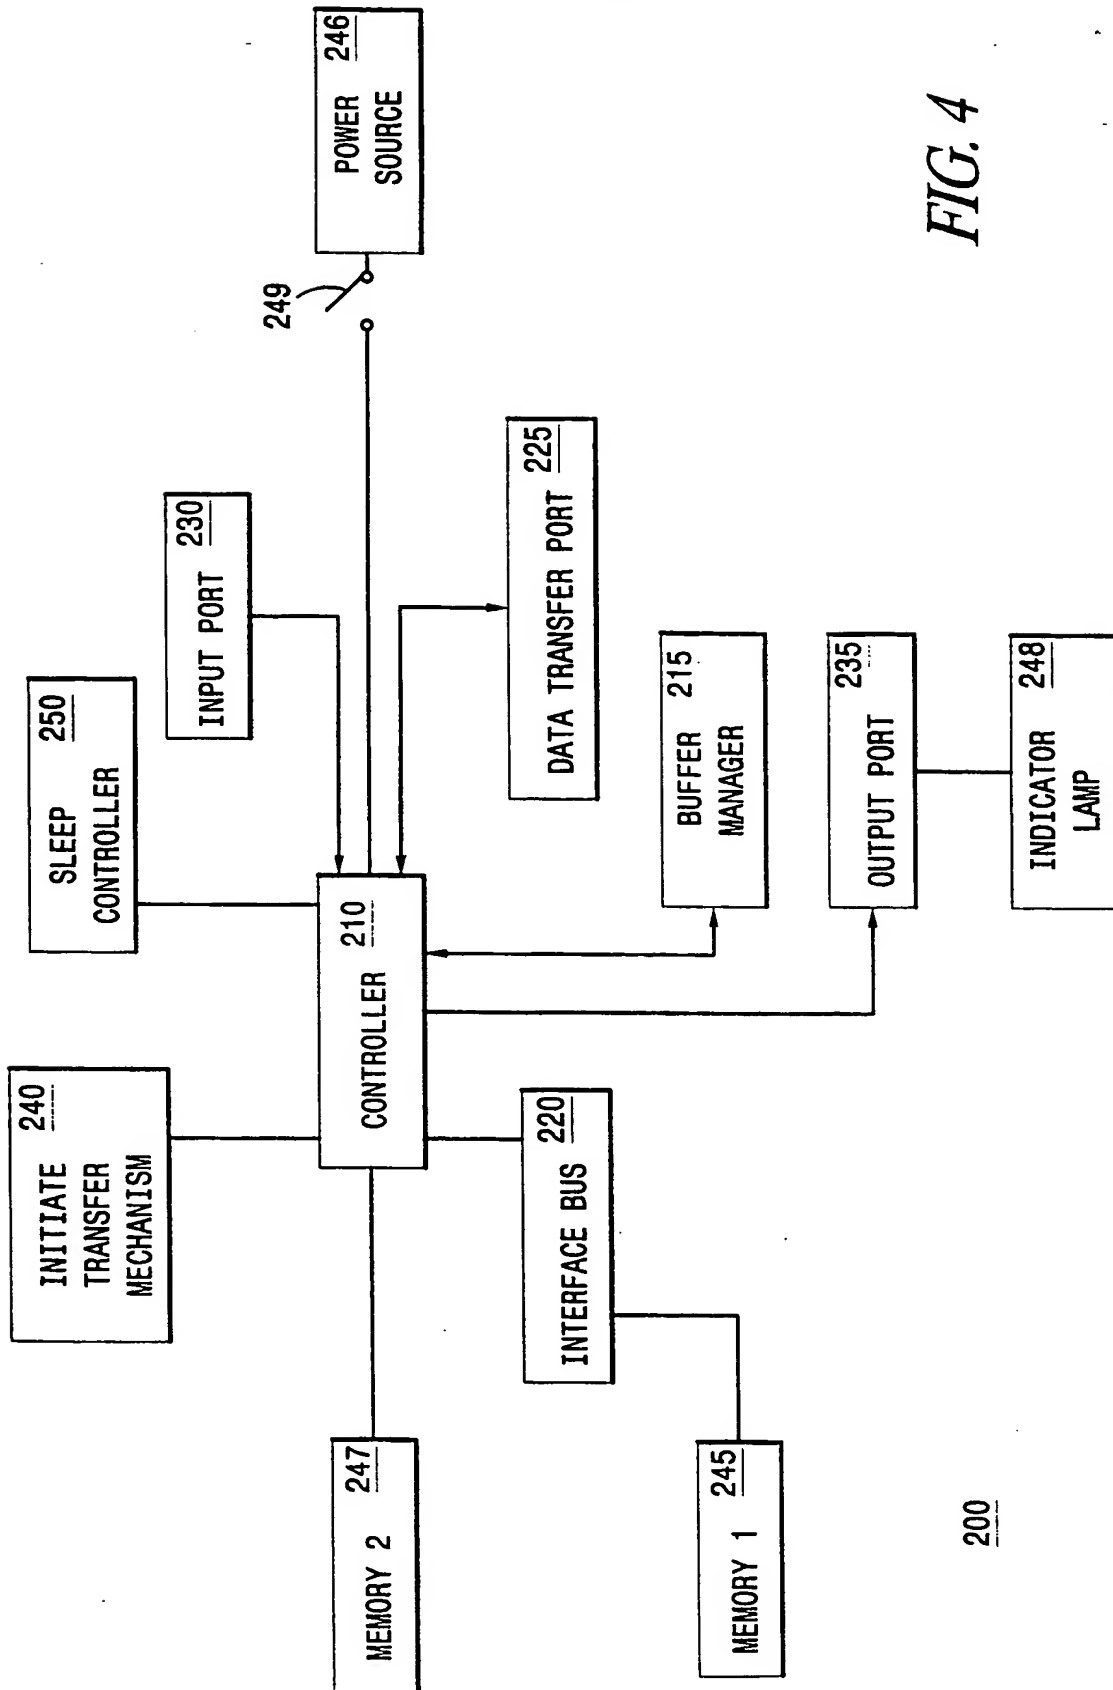 INITIATE
TRANSFER
MECHANISM
240
SLEEP
CONTROLLER
250
INPUT PORT
230
POWER
SOURCE
246
249
MEMORY 2
247
CONTROLLER
210
DATA TRANSFER PORT
225
INTERFACE BUS
220
BUFFER
MANAGER
215
MEMORY 1
245
OUTPUT PORT
235
INDICATOR
LAMP
248
200
FIG. 4